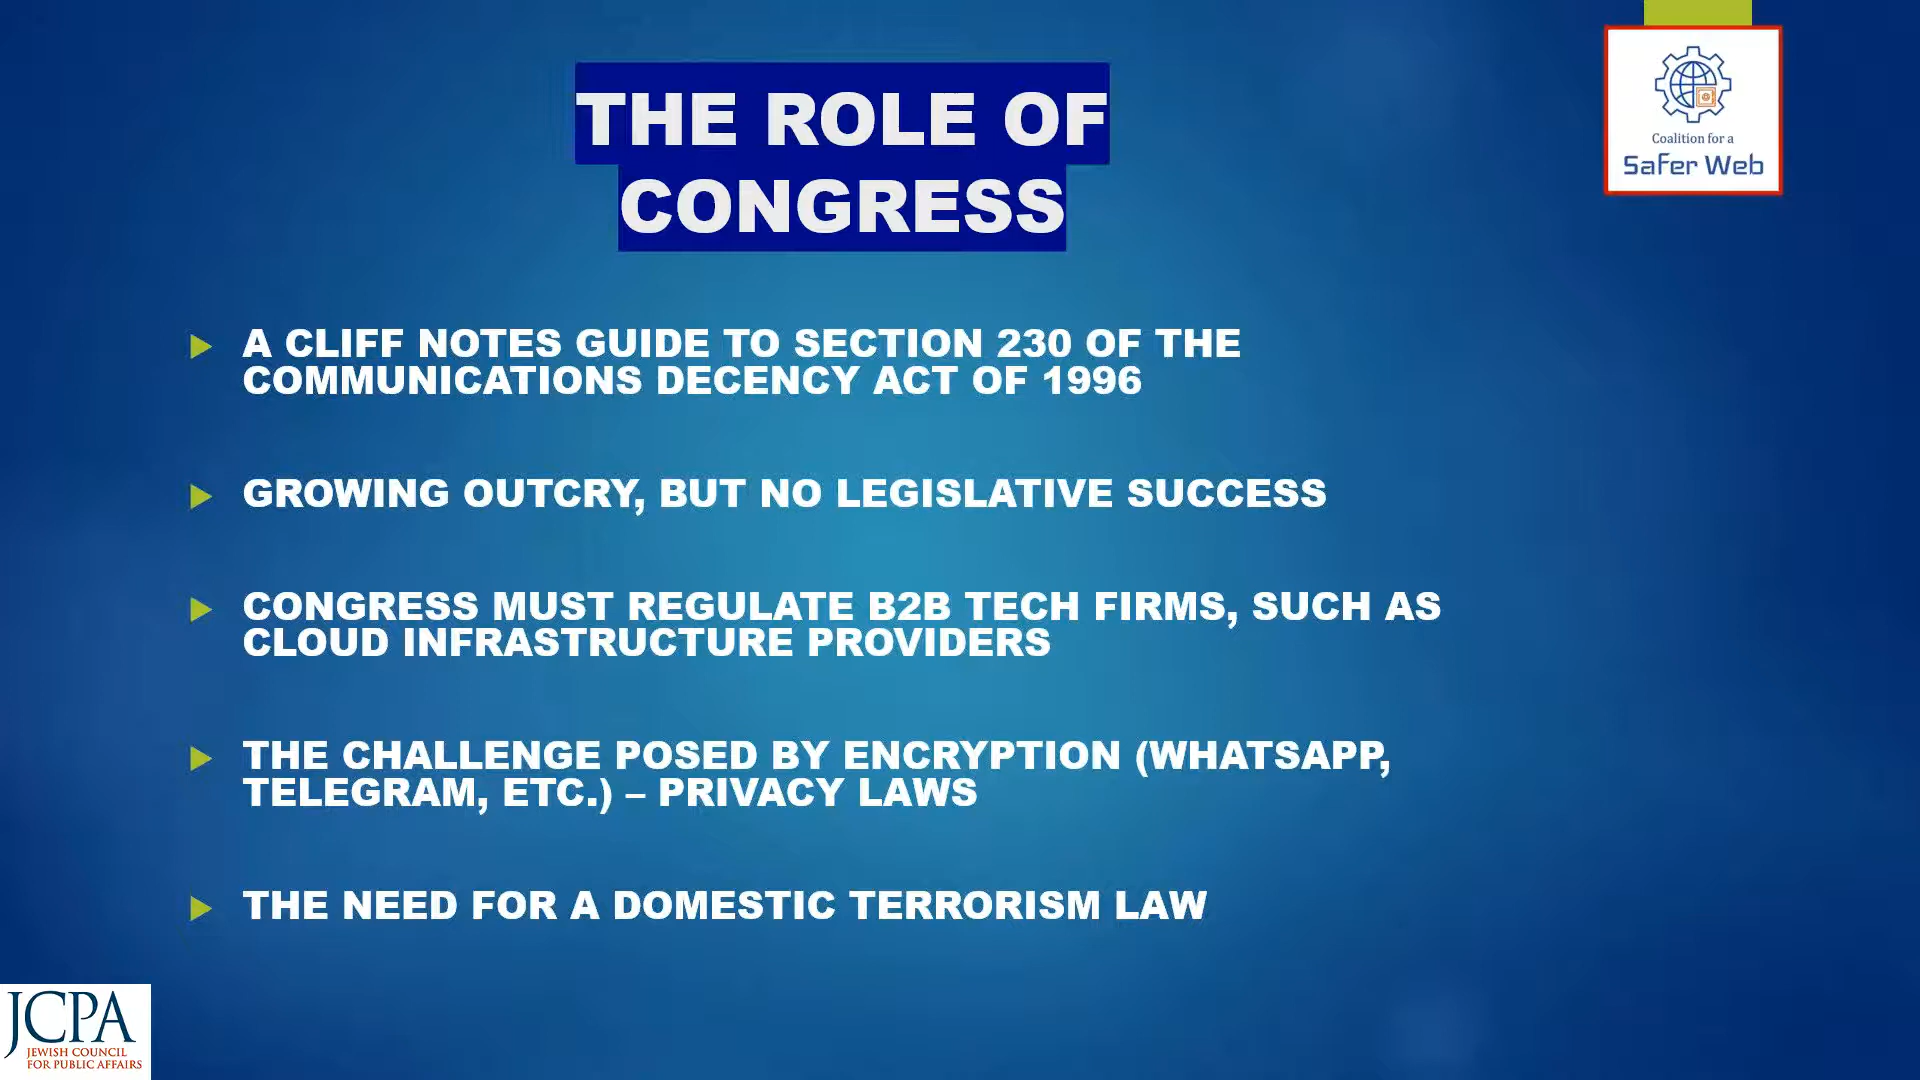 THE ROLE OF
CONGRESS
Coalition for a
Safer Web
A CLIFF NOTES GUIDE TO SECTION 230 OF THE
COMMUNICATIONS DECENCY ACT OF 1996
GROWING OUTCRY, BUT NO LEGISLATIVE SUCCESS
CONGRESS MUST REGULATE B2B TECH FIRMS, SUCH AS
CLOUD INFRASTRUCTURE PROVIDERS
THE CHALLENGE POSED BY ENCRYPTION (WHATSAPP,
TELEGRAM, ETC.) – PRIVACY LAWS
THE NEED FOR A DOMESTIC TERRORISM LAW
JCPA
JEWISH COUNCIL
FOR PUBLIC AFFAIRS